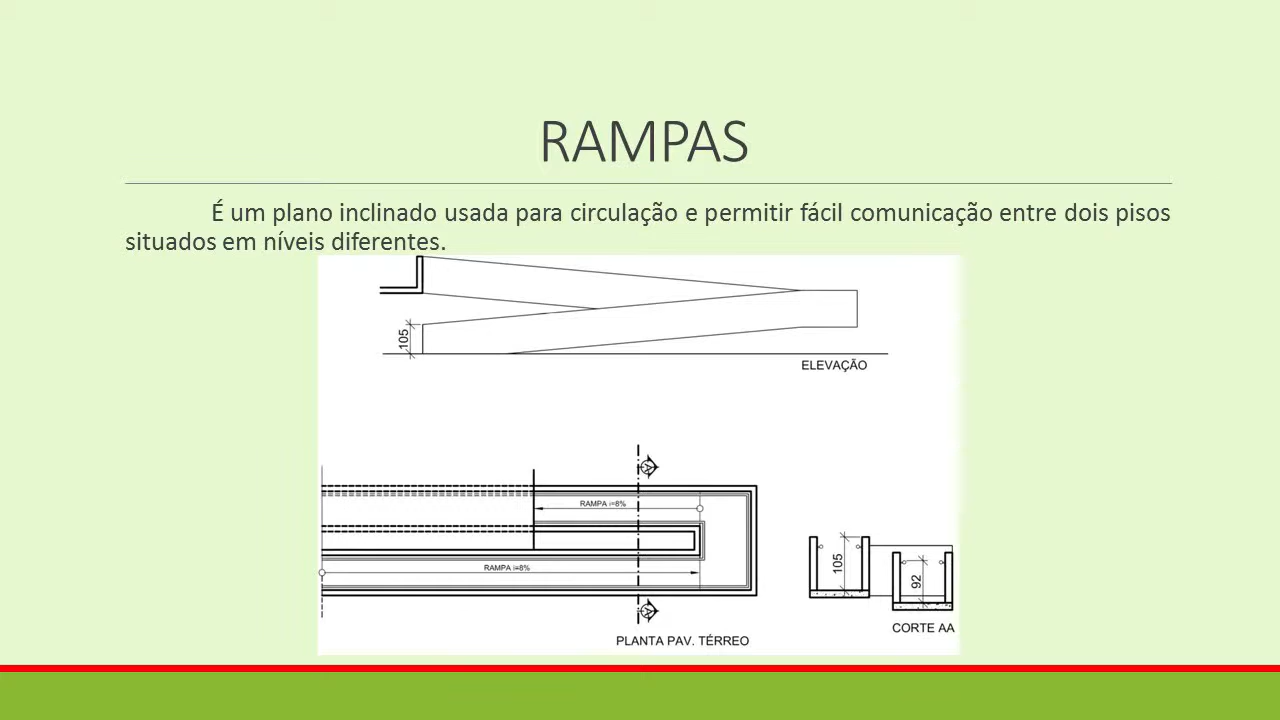 RAMPAS
É um plano inclinado usada para circulação e permitir fácil comunicação entre dois pisos
situados em níveis diferentes.
105
ELEVAÇÃO
A
RAMPA i=8%
RAMPA i=8%
105
92
A
CORTE AA
PLANTA PAV. TÉRREO